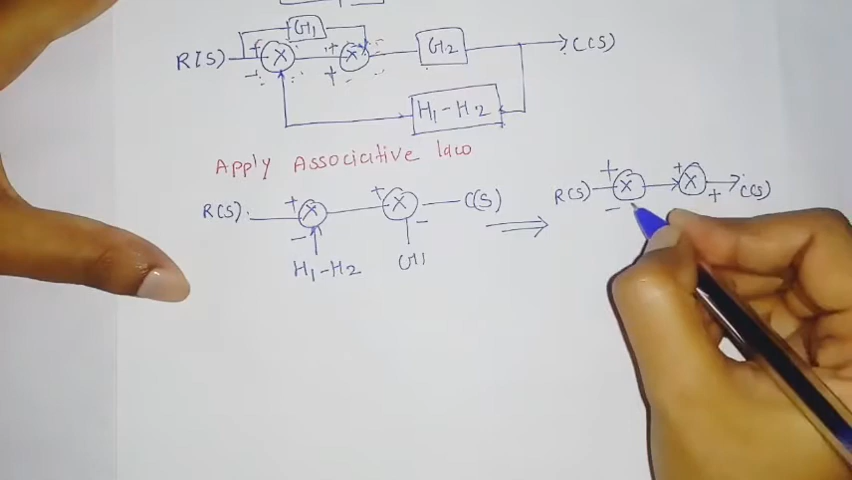 G1
R(S) + X + X G2 C(S)
- +
H1-H2
Apply Associative law
R(S) + X + X C(S) ⟹ R(S) + X + X C(S)
- - - +
H1-H2 G1